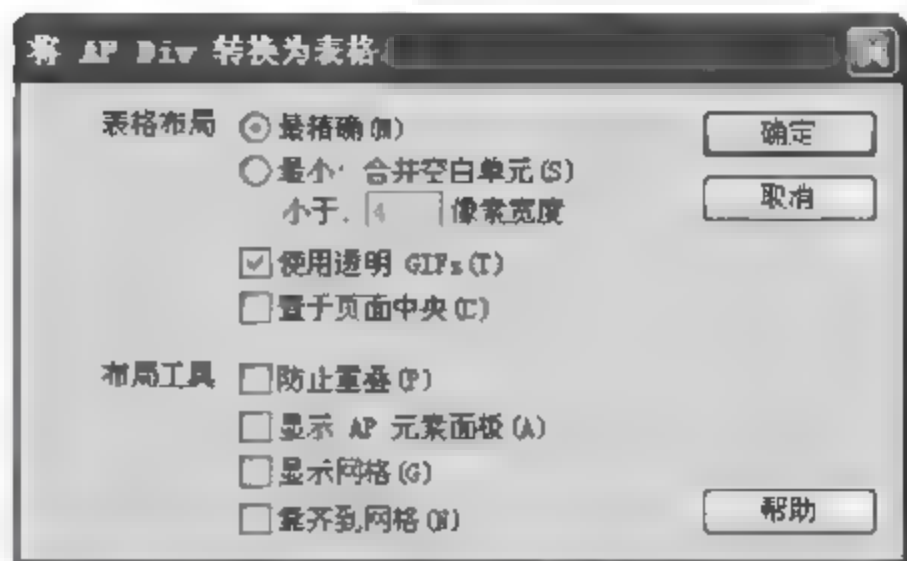 将 AP Div 转换为表格
表格布局
最精确(M)
最小: 合并空白单元(S)
小于: 4 像素宽度
使用透明 GIFs(T)
置于页面中央(C)
布局工具
防止重叠(P)
显示 AP 元素面板(A)
显示网格(G)
靠齐到网格(N)
确定
取消
帮助